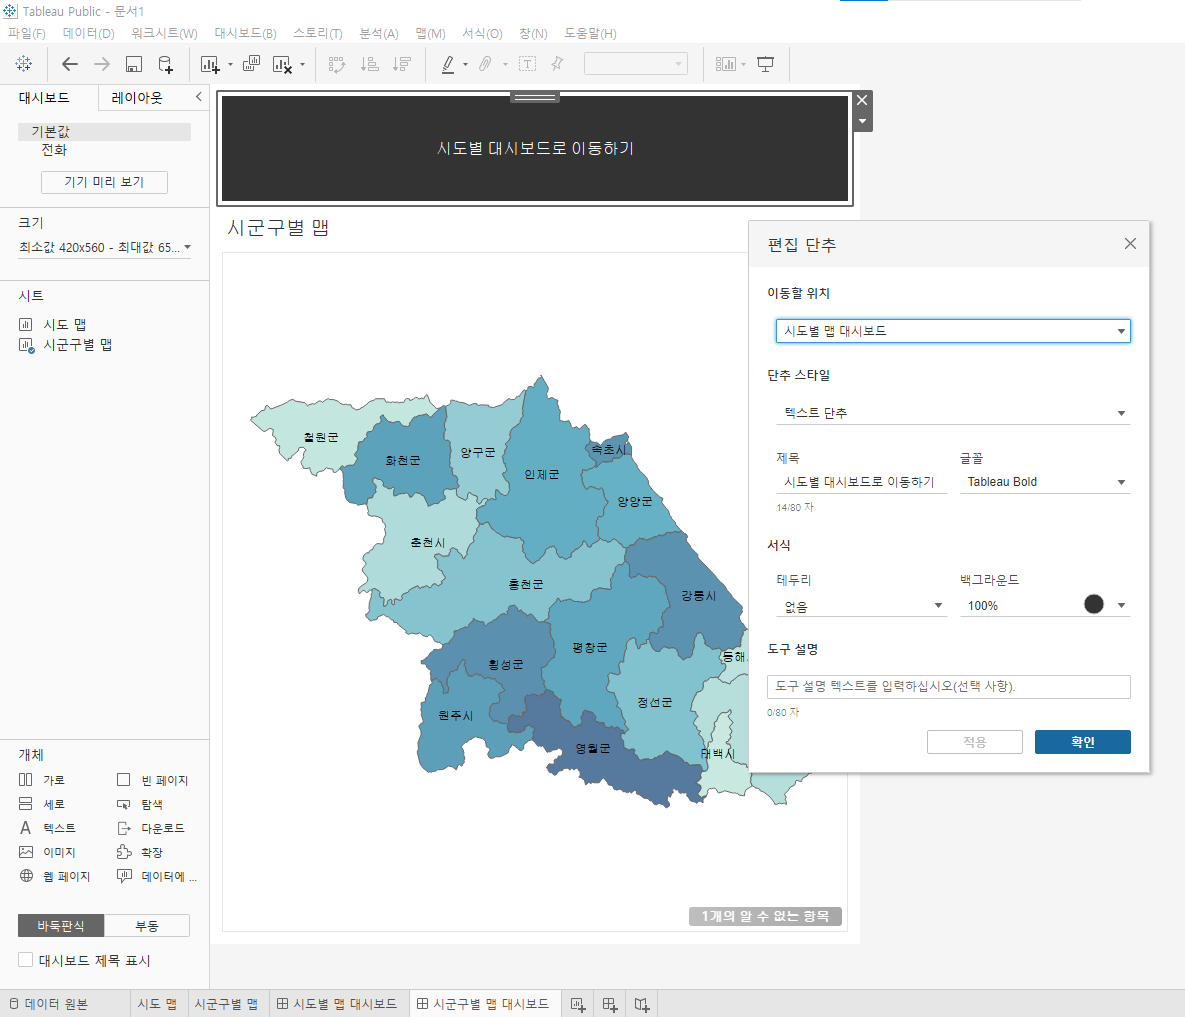 Tableau Public - 문서1
파일(F) 데이터(D) 워크시트(W) 대시보드(B) 스토리(T) 분석(A) 맵(M) 서식(O) 창(N) 도움말(H)
대시보드 레이아웃
기본값
전화
기기 미리 보기
크기
최소값 420x560 - 최대값 65...
시트
시도 맵
시군구별 맵
개체
가로 빈 페이지
세로 탐색
텍스트 다운로드
이미지 확장
웹 페이지 데이터에 ...
바둑판식 부동
대시보드 제목 표시
시도별 대시보드로 이동하기
시군구별 맵
철원군
화천군
양구군
인제군
속초시
양양군
춘천시
홍천군
강릉시
평창군
횡성군
동해.
정선군
원주시
영월군
태백시
1개의 알 수 없는 항목
편집 단추
이동할 위치
시도별 맵 대시보드
단추 스타일
텍스트 단추
제목 글꼴
시도별 대시보드로 이동하기 Tableau Bold
14/80 자
서식
테두리 백그라운드
없음 100%
도구 설명
도구 설명 텍스트를 입력하십시오(선택 사항).
0/80 자
적용 확인
데이터 원본 시도 맵 시군구별 맵 시도별 맵 대시보드 시군구별 맵 대시보드